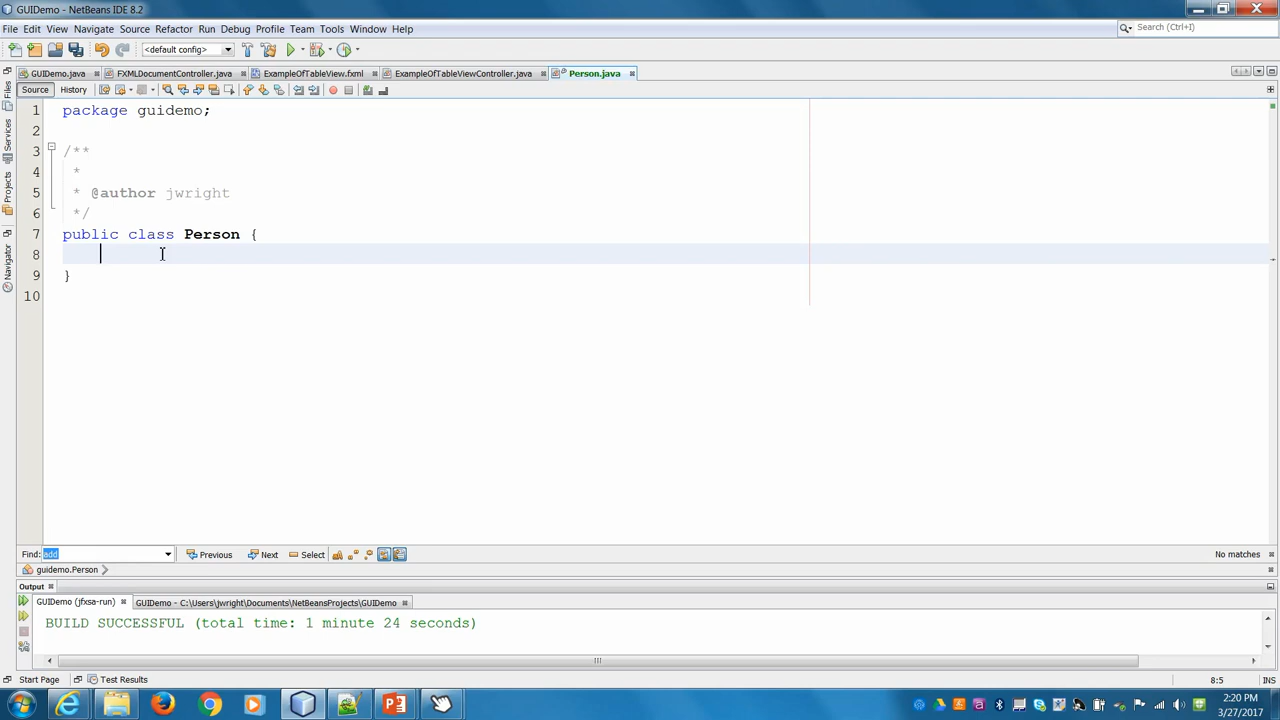 GUIDemo - NetBeans IDE 8.2
File Edit View Navigate Source Refactor Run Debug Profile Team Tools Window Help
Search (Ctrl+I)
<default config>
GUIDemo.java FXMLDocumentController.java ExampleOfTableView.fxml ExampleOfTableViewController.java Person.java
Source History
Files
Services
Projects
Navigator
1 package guidemo;
2
3 /**
4 *
5 * @author jwright
6 */
7 public class Person {
8
9 }
10
Find: add Previous Next Select No matches
guidemo.Person
Output
GUIDemo (jfxsa-run) GUIDemo - C:\Users\jwright\Documents\NetBeansProjects\GUIDemo
BUILD SUCCESSFUL (total time: 1 minute 24 seconds)
Start Page Test Results 8:5 INS
2:20 PM
3/27/2017